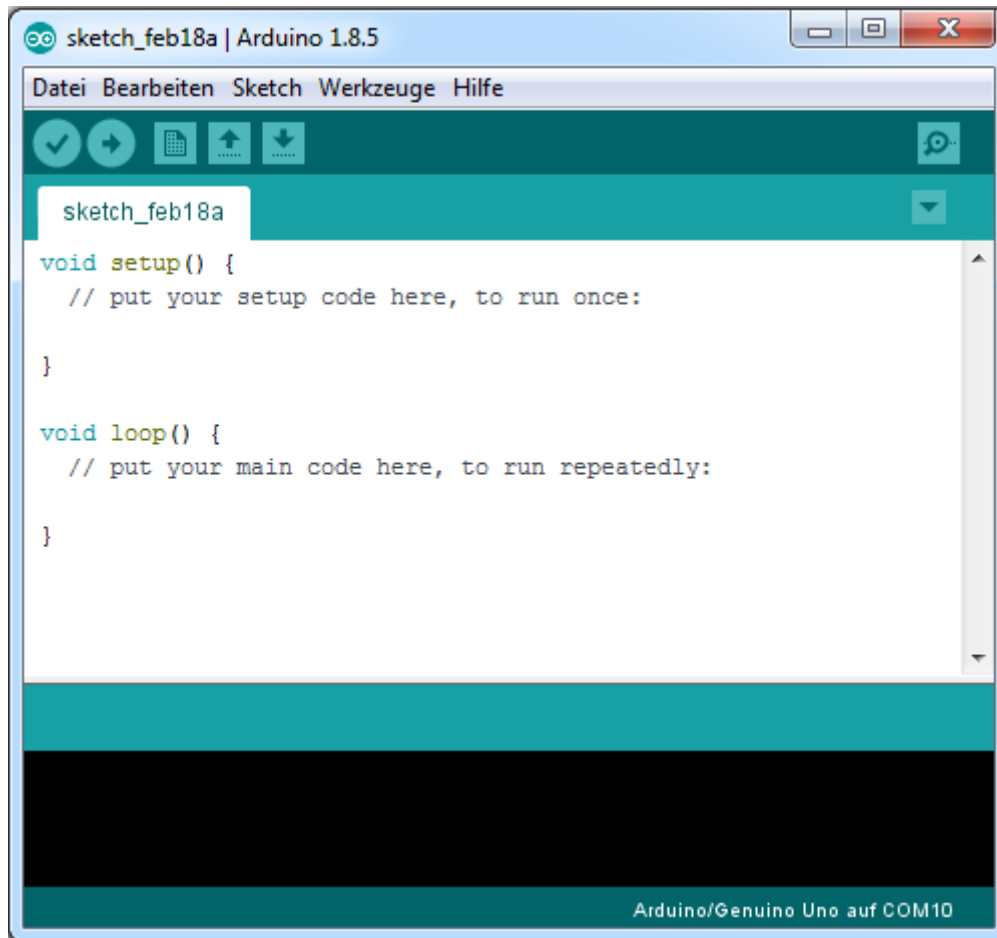 sketch_feb18a | Arduino 1.8.5
Datei Bearbeiten Sketch Werkzeuge Hilfe
sketch_feb18a
void setup() {
  // put your setup code here, to run once:
}
void loop() {
  // put your main code here, to run repeatedly:
}
Arduino/Genuino Uno auf COM10